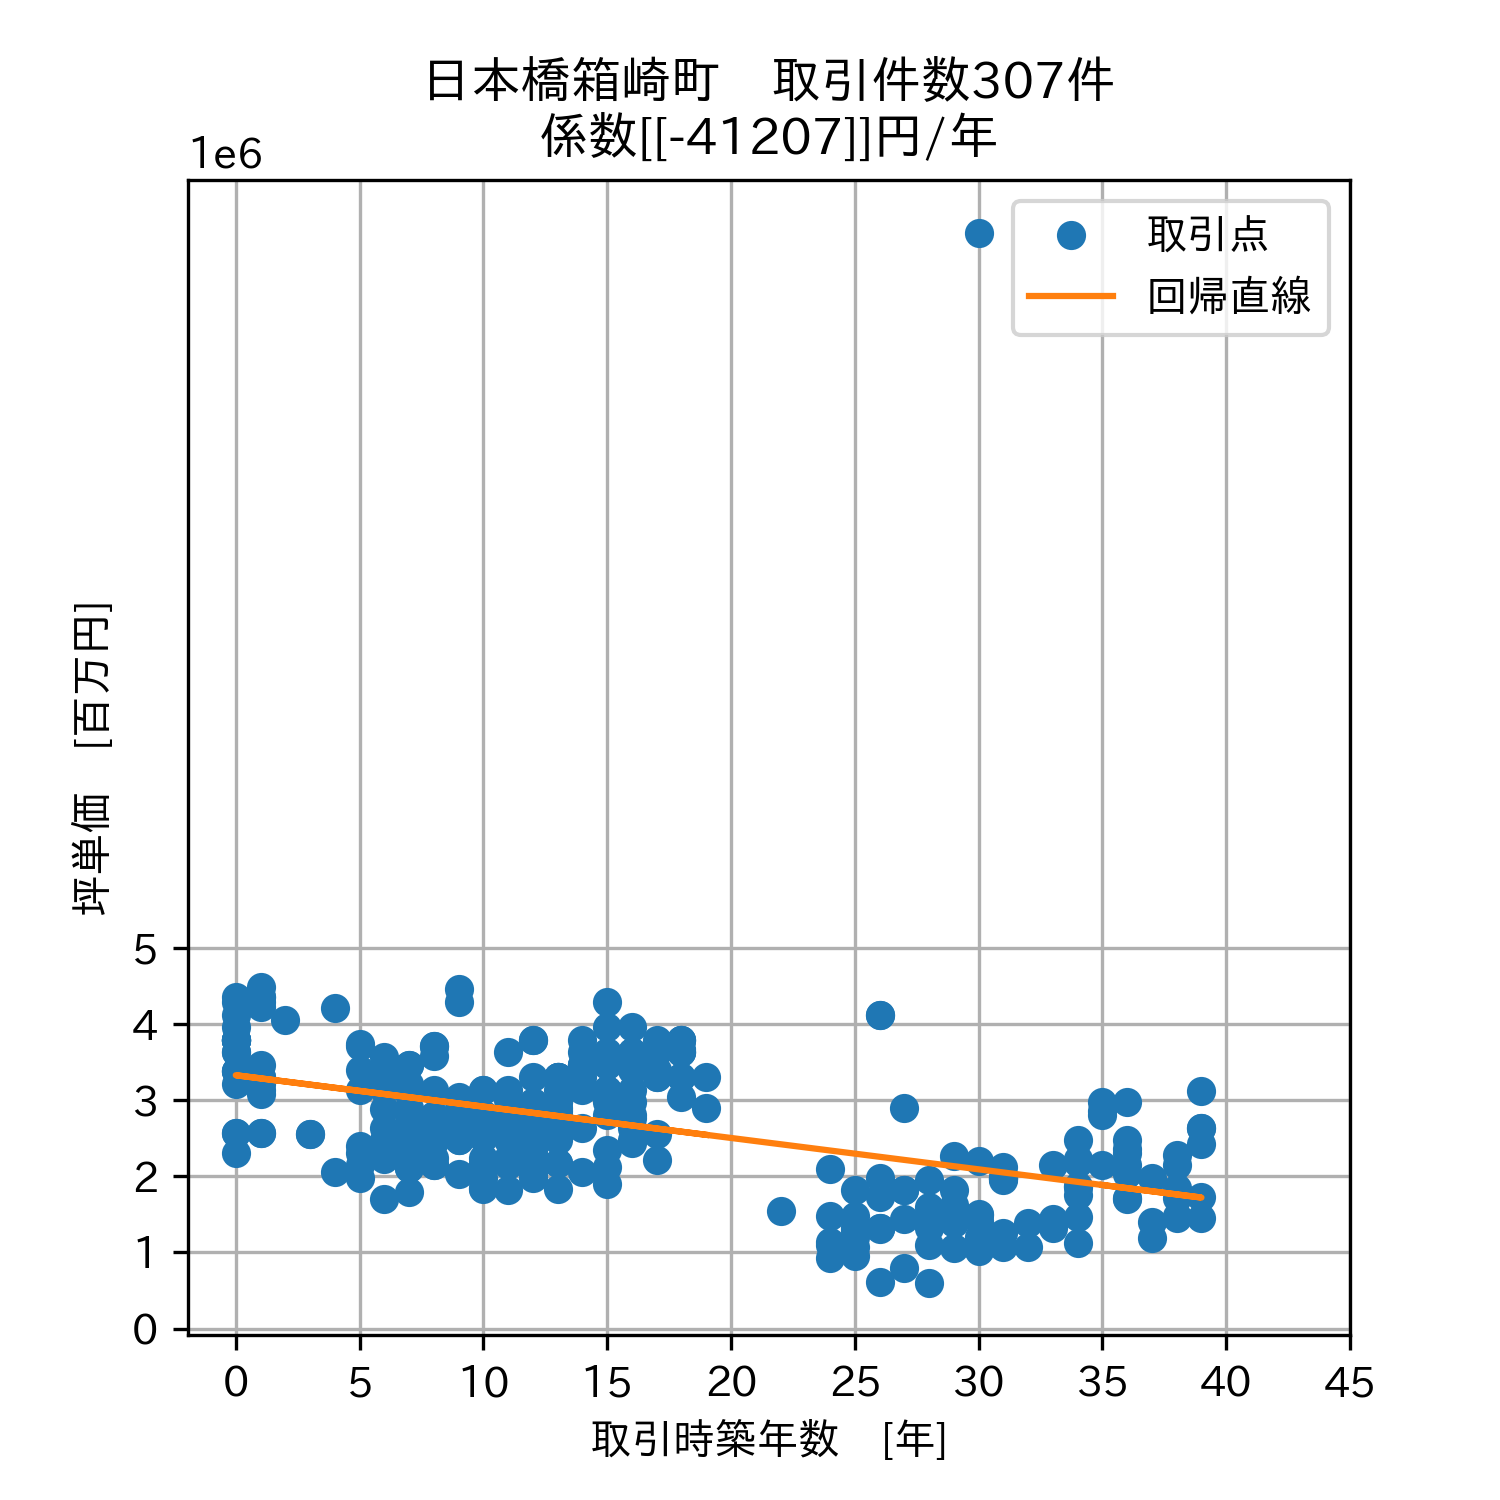 日本橋箱崎町　取引件数307件
係数[[-41207]]円/年
1e6
取引点
回帰直線
坪単価　[百万円]
5
4
3
2
1
0
0 5 10 15 20 25 30 35 40 45
取引時築年数　[年]